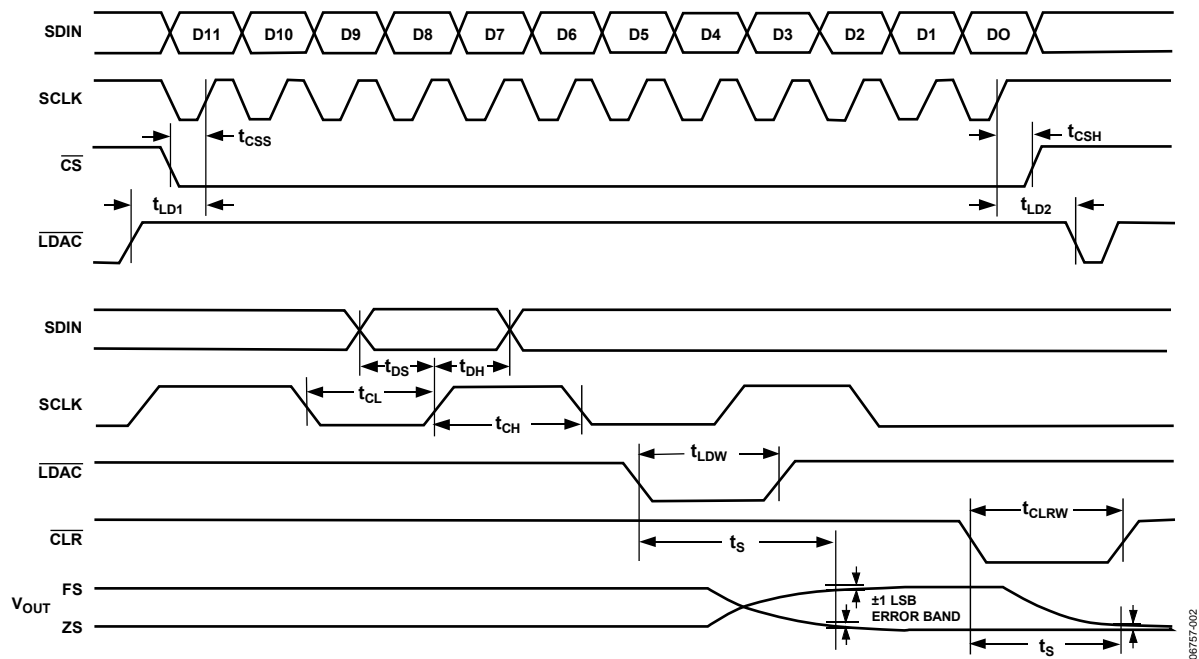 SDIN D11 D10 D9 D8 D7 D6 D5 D4 D3 D2 D1 DO
SCLK
tCSS tCSH
CS
tLD1 tLD2
LDAC
SDIN
tDS tDH
tCL
SCLK
tCH
tLDW
LDAC
tCLRW
CLR
tS
FS
VOUT
±1 LSB
ERROR BAND
ZS
tS
06757-002